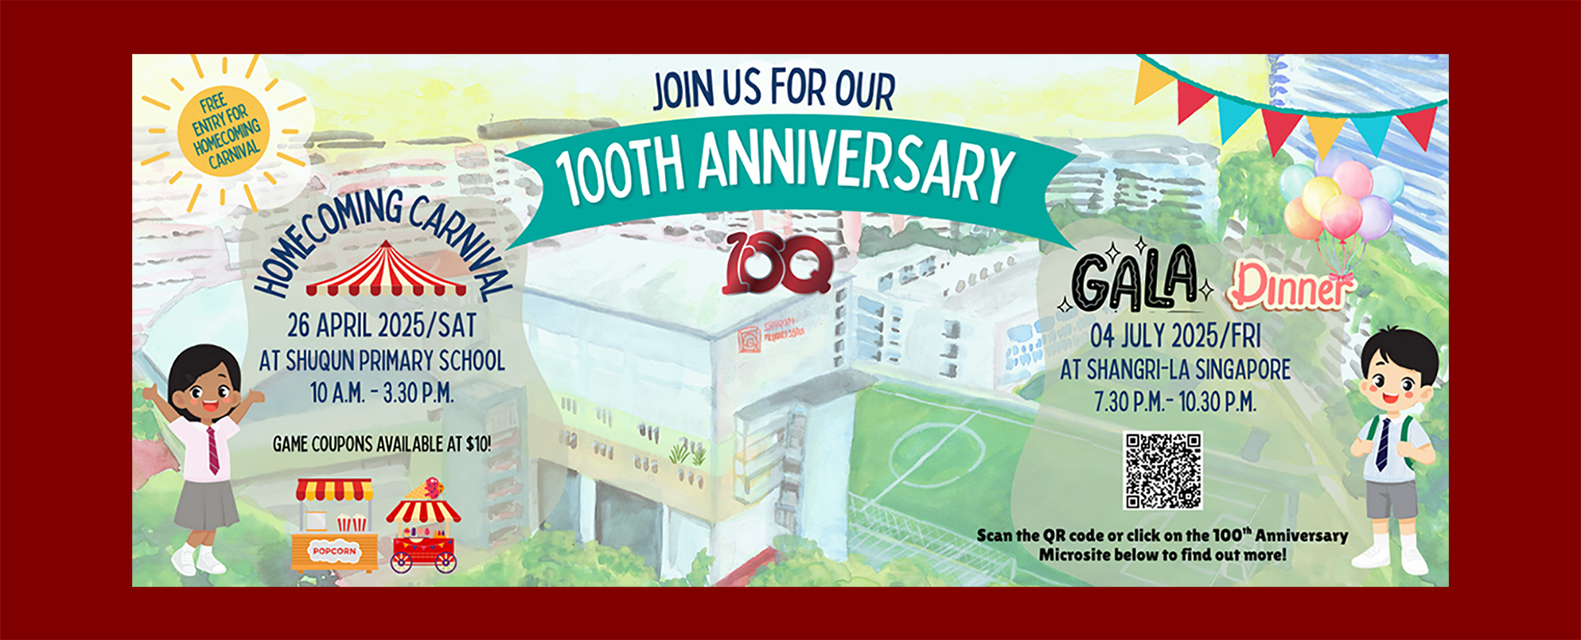 JOIN US FOR OUR
100TH ANNIVERSARY
FREE
ENTRY FOR
HOMECOMING
CARNIVAL
HOMECOMING CARNIVAL
26 APRIL 2025/SAT
AT SHUQUN PRIMARY SCHOOL
10 A.M. - 3.30 P.M.
GAME COUPONS AVAILABLE AT $10!
POPCORN
GALA Dinner
04 JULY 2025/FRI
AT SHANGRI-LA SINGAPORE
7.30 P.M.- 10.30 P.M.
Scan the QR code or click on the 100th Anniversary
Microsite below to find out more!